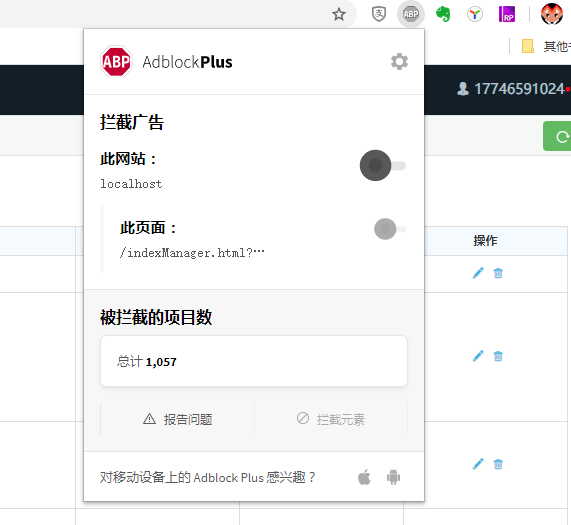 ABP
RP
其他书
17746591024
ABP
AdblockPlus
拦截广告
此网站：
localhost
此页面：
/indexManager.html?…
操作
被拦截的项目数
总计 1,057
报告问题
拦截元素
对移动设备上的 Adblock Plus 感兴趣？